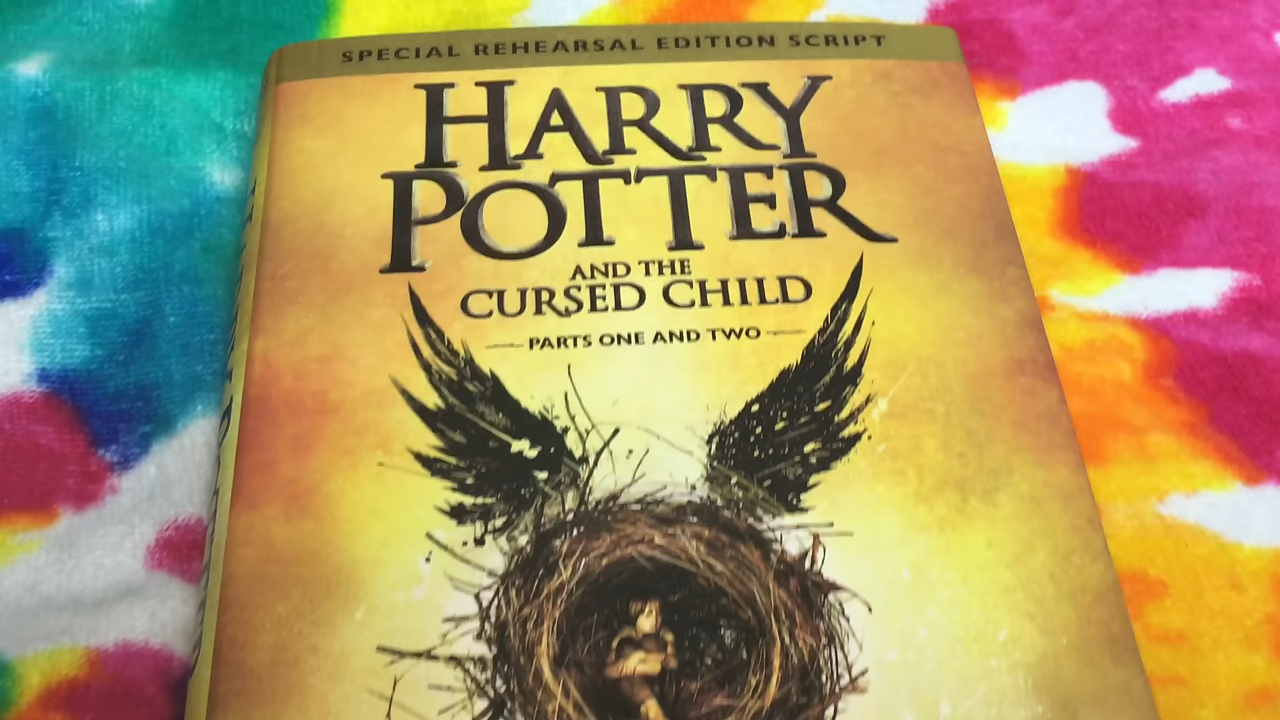 SPECIAL REHEARSAL EDITION SCRIPT
HARRY
POTTER
AND THE
CURSED CHILD
PARTS ONE AND TWO